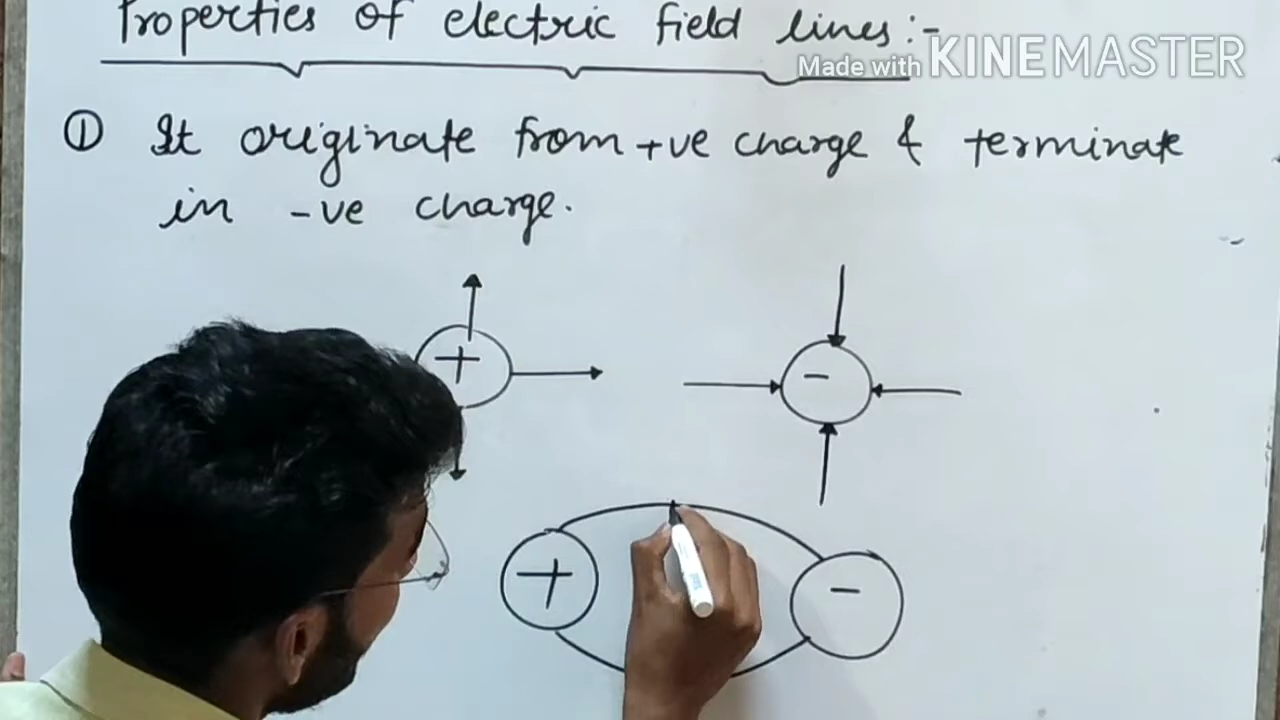 Properties of electric field lines :-
Made with KINEMASTER
① It originate from +ve charge & terminate
in -ve charge.
+
-
+
-